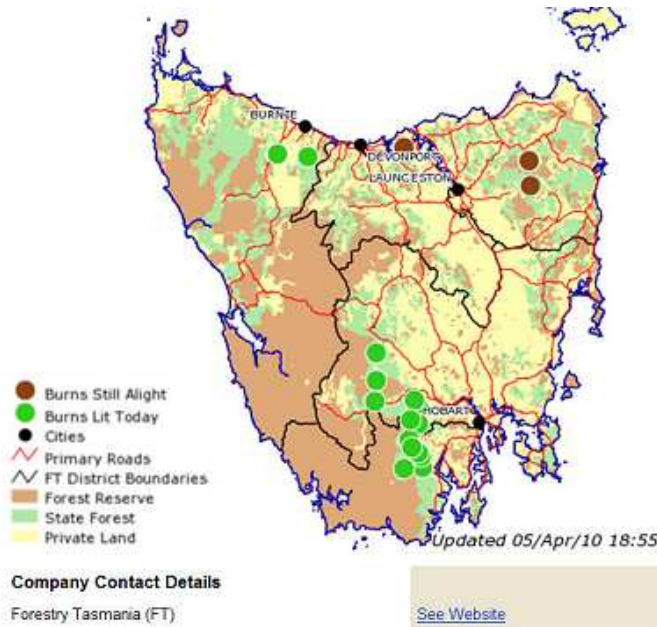 BURNIE
DEVONPORT
LAUNCESTON
HOBART
Burns Still Alight
Burns Lit Today
Cities
Primary Roads
FT District Boundaries
Forest Reserve
State Forest
Private Land
Updated 05/Apr/10 18:55
Company Contact Details
Forestry Tasmania (FT)
See Website